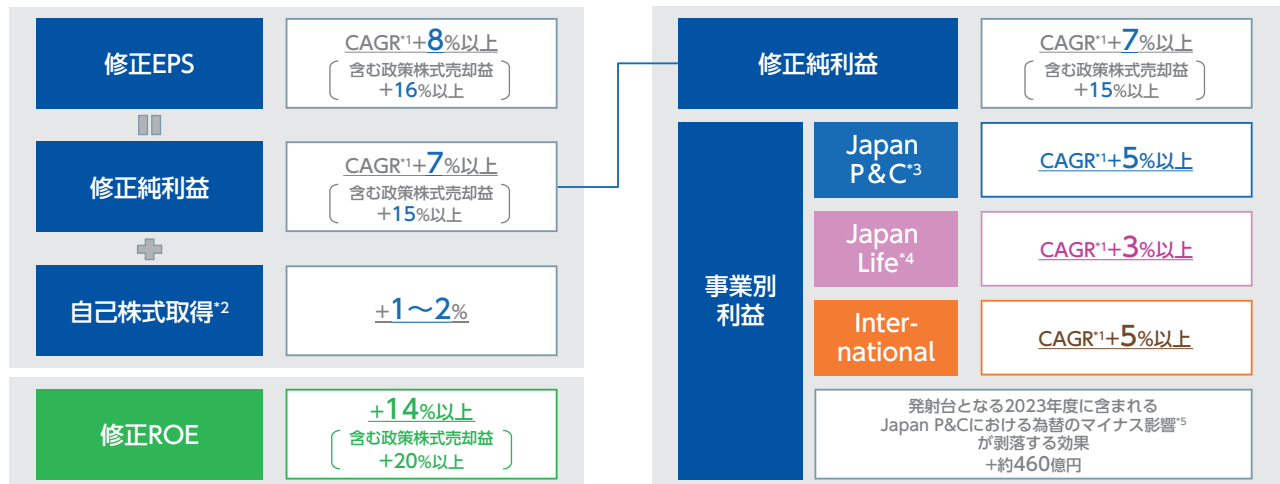 修正EPS
CAGR*1+8%以上
含む政策株式売却益
+16%以上
修正純利益
CAGR*1+7%以上
含む政策株式売却益
+15%以上
自己株式取得*2
+1〜2%
修正ROE
+14%以上
含む政策株式売却益
+20%以上
修正純利益
CAGR*1+7%以上
含む政策株式売却益
+15%以上
事業別
利益
Japan
P&C*3
CAGR*1+5%以上
Japan
Life*4
CAGR*1+3%以上
Inter-
national
CAGR*1+5%以上
発射台となる2023年度に含まれる
Japan P&Cにおける為替のマイナス影響*5
が剥落する効果
+約460億円